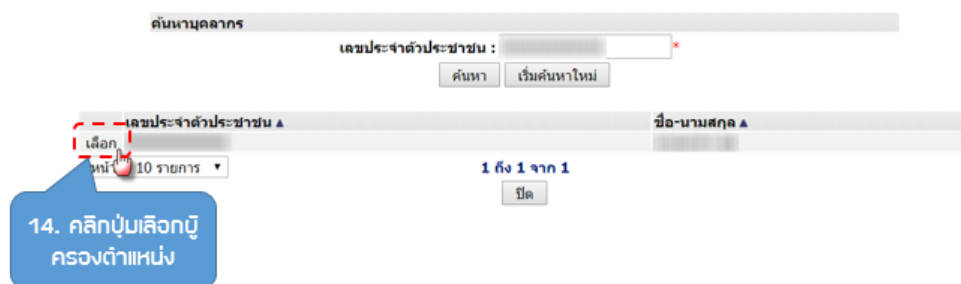 ค้นหาบุคลากร
เลขประจำตัวประชาชน : *
ค้นหา เริ่มค้นหาใหม่
เลขประจำตัวประชาชน ▲ ชื่อ-นามสกุล ▲
เลือก
หน้า 10 รายการ ▼ 1 ถึง 1 จาก 1
ปิด
14. คลิกปุ่มเลือกผู้
ครองตำแหน่ง